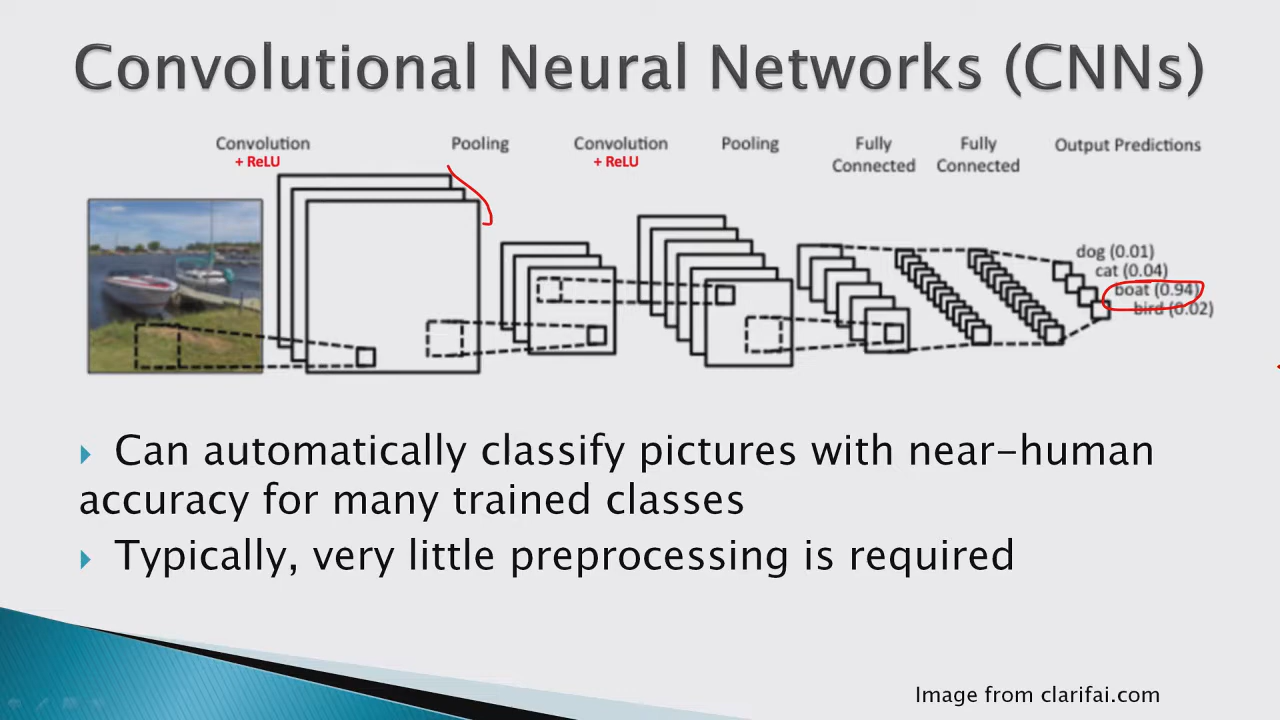 Convolutional Neural Networks (CNNs)
Convolution Pooling Convolution Pooling Fully Fully Output Predictions
+ ReLU + ReLU Connected Connected
dog (0.01)
cat (0.04)
boat (0.94)
bird (0.02)
Can automatically classify pictures with near-human
accuracy for many trained classes
Typically, very little preprocessing is required
Image from clarifai.com